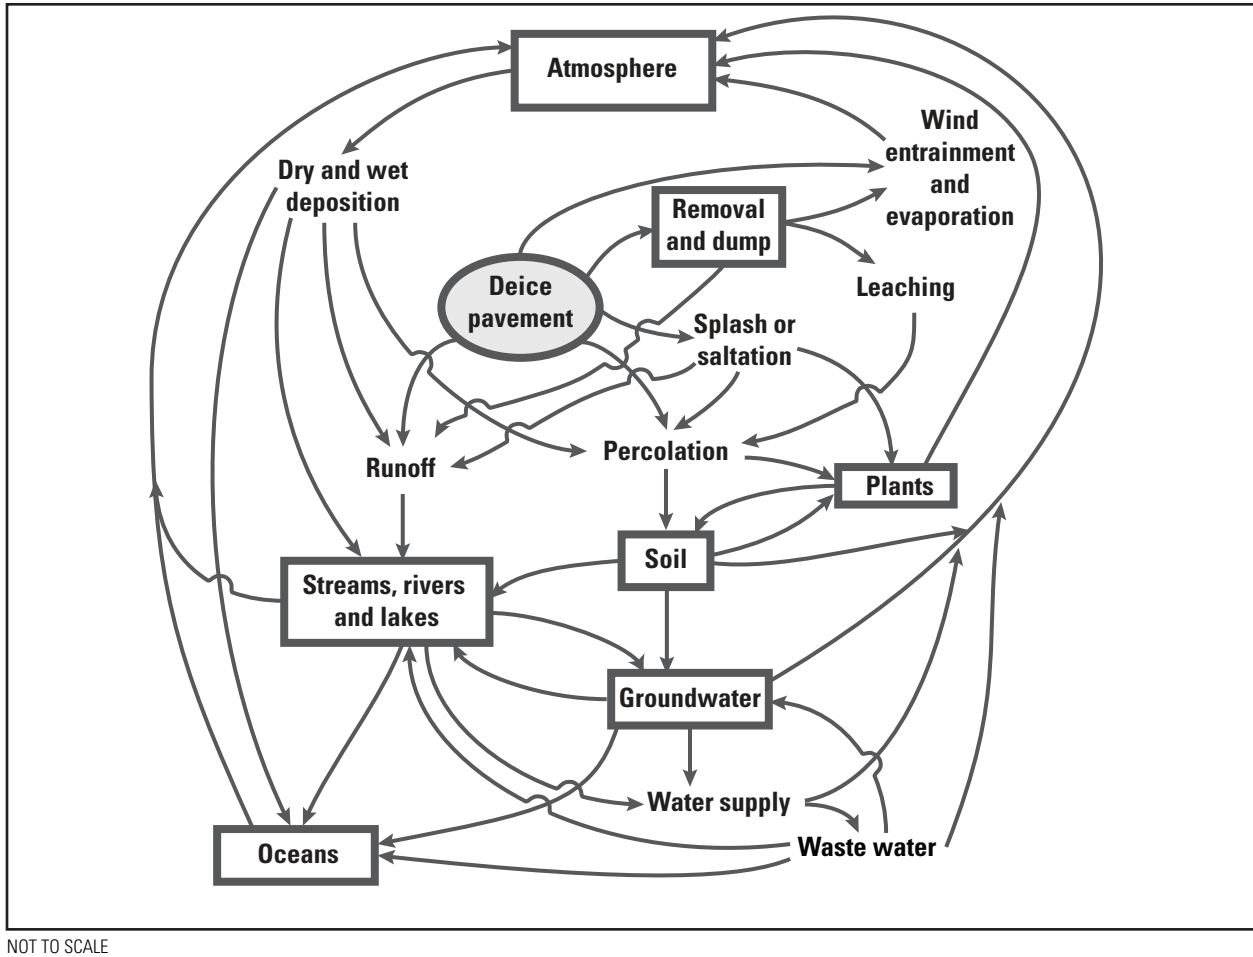 Atmosphere
Wind
entrainment
and
evaporation
Dry and wet
deposition
Removal
and dump
Deice
pavement
Leaching
Splash or
saltation
Percolation
Runoff
Plants
Soil
Streams, rivers
and lakes
Groundwater
Water supply
Waste water
Oceans
NOT TO SCALE